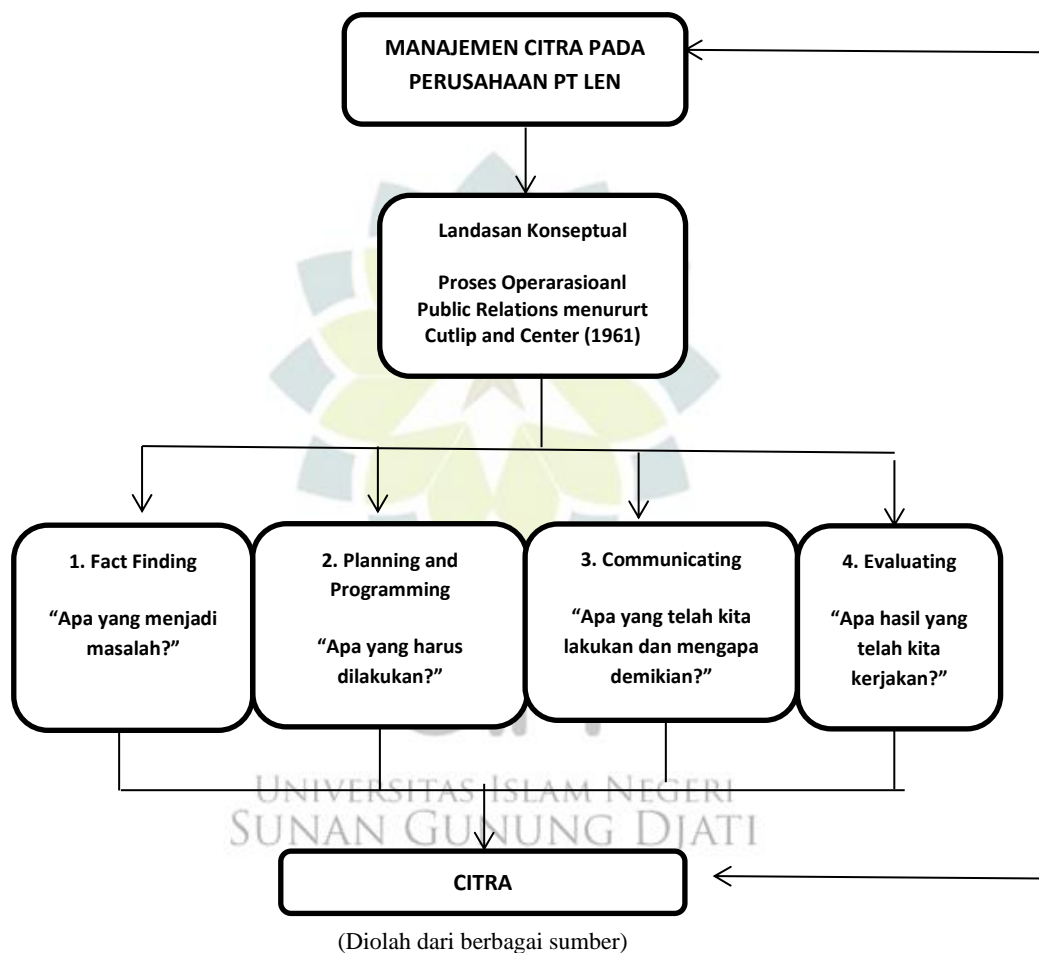 MANAJEMEN CITRA PADA
PERUSAHAAN PT LEN
Landasan Konseptual
Proses Operarasioanl
Public Relations menururt
Cutlip and Center (1961)
1. Fact Finding
“Apa yang menjadi
masalah?”
2. Planning and
Programming
“Apa yang harus
dilakukan?”
3. Communicating
“Apa yang telah kita
lakukan dan mengapa
demikian?”
4. Evaluating
“Apa hasil yang
telah kita
kerjakan?”
UNIVERSITAS ISLAM NEGERI
SUNAN GUNUNG DJATI
CITRA
(Diolah dari berbagai sumber)